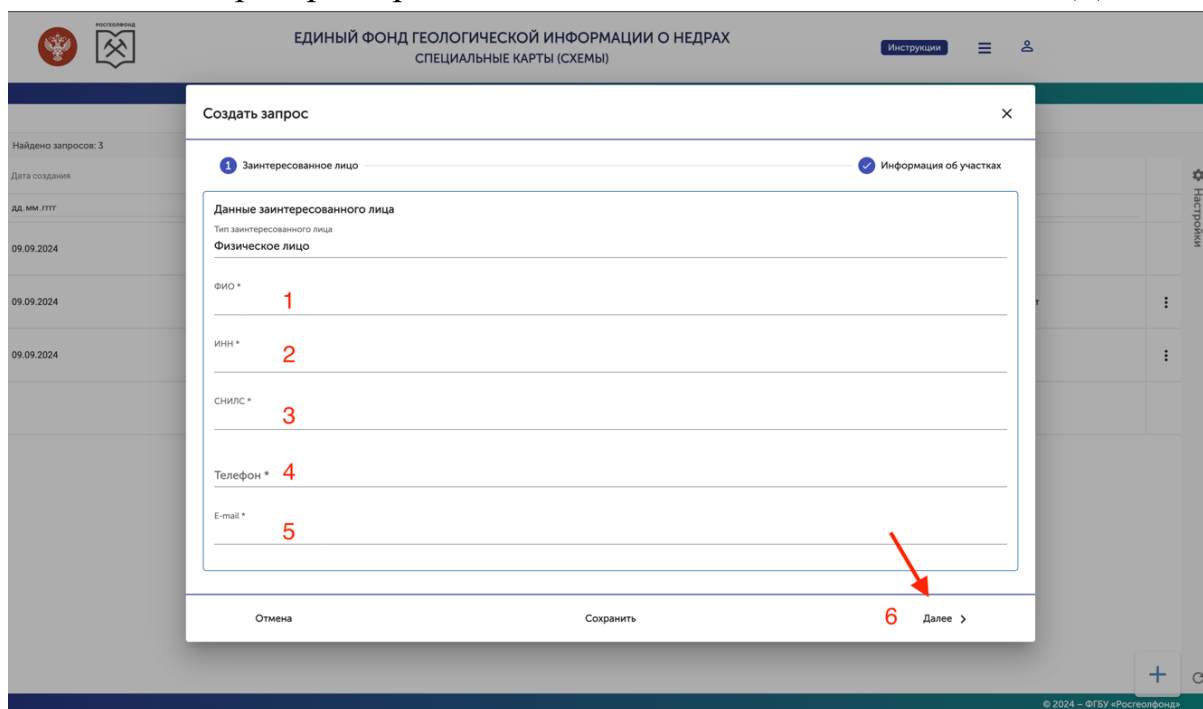 РОСГЕОЛФОНД
ЕДИНЫЙ ФОНД ГЕОЛОГИЧЕСКОЙ ИНФОРМАЦИИ О НЕДРАХ
СПЕЦИАЛЬНЫЕ КАРТЫ (СХЕМЫ)
Инструкции
Создать запрос
Найдено запросов: 3
1 Заинтересованное лицо
Информация об участках
Дата создания
Настройки
дд.мм.гггг
Данные заинтересованного лица
Тип заинтересованного лица
Физическое лицо
09.09.2024
ФИО *
1
09.09.2024
т
ИНН *
2
09.09.2024
СНИЛС *
3
Телефон * 4
E-mail *
5
Отмена
Сохранить
6 Далее >
© 2024 – ФГБУ «Росгеолфонд»